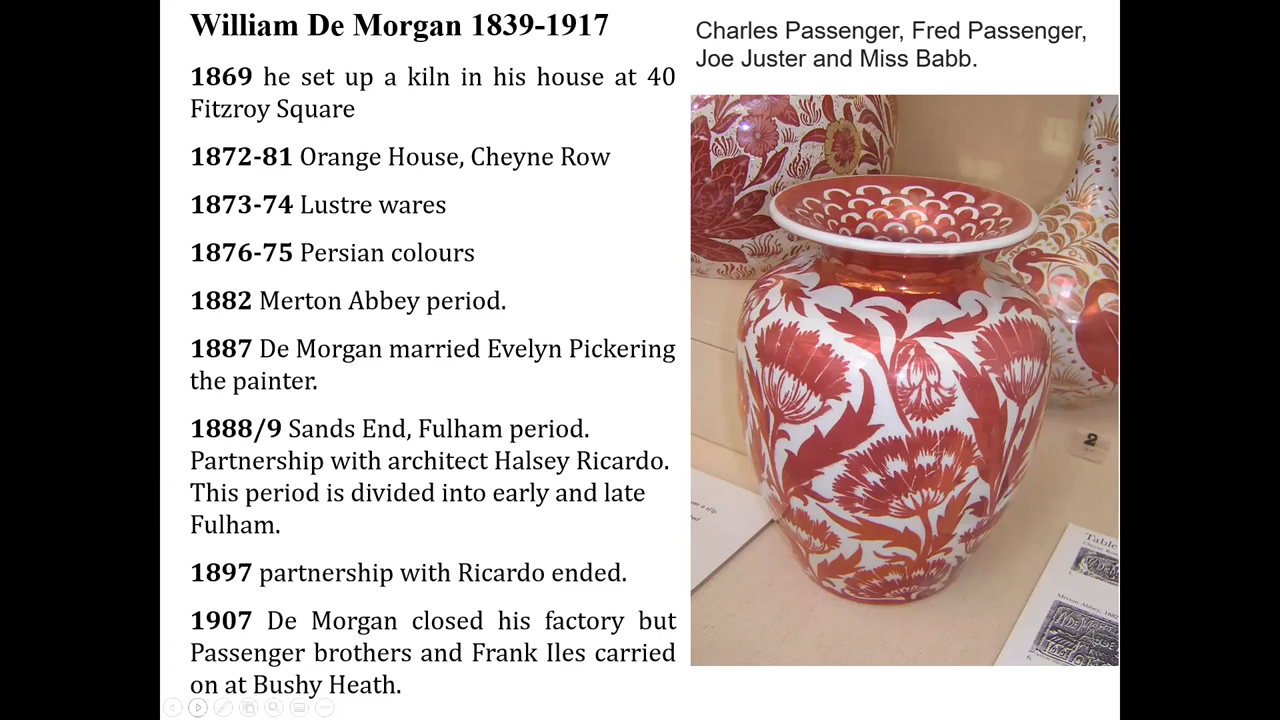 William De Morgan 1839-1917
1869 he set up a kiln in his house at 40
Fitzroy Square
1872-81 Orange House, Cheyne Row
1873-74 Lustre wares
1876-75 Persian colours
1882 Merton Abbey period.
1887 De Morgan married Evelyn Pickering
the painter.
1888/9 Sands End, Fulham period.
Partnership with architect Halsey Ricardo.
This period is divided into early and late
Fulham.
1897 partnership with Ricardo ended.
1907 De Morgan closed his factory but
Passenger brothers and Frank Iles carried
on at Bushy Heath.
Charles Passenger, Fred Passenger,
Joe Juster and Miss Babb.
2
Table
Merton Abbey,